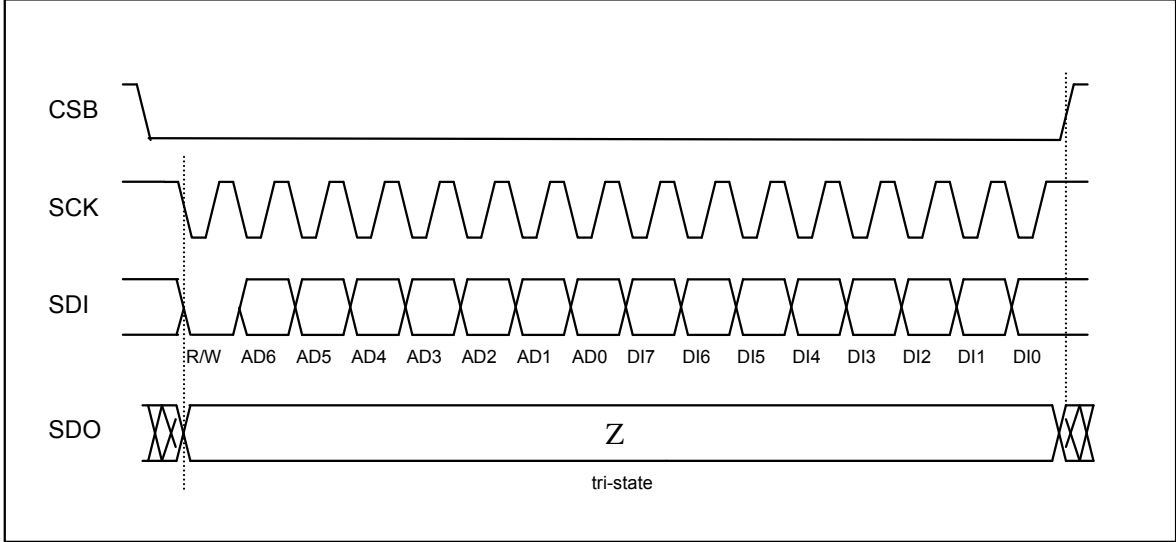 CSB
SCK
SDI
R/W AD6 AD5 AD4 AD3 AD2 AD1 AD0 DI7 DI6 DI5 DI4 DI3 DI2 DI1 DI0
SDO
Z
tri-state